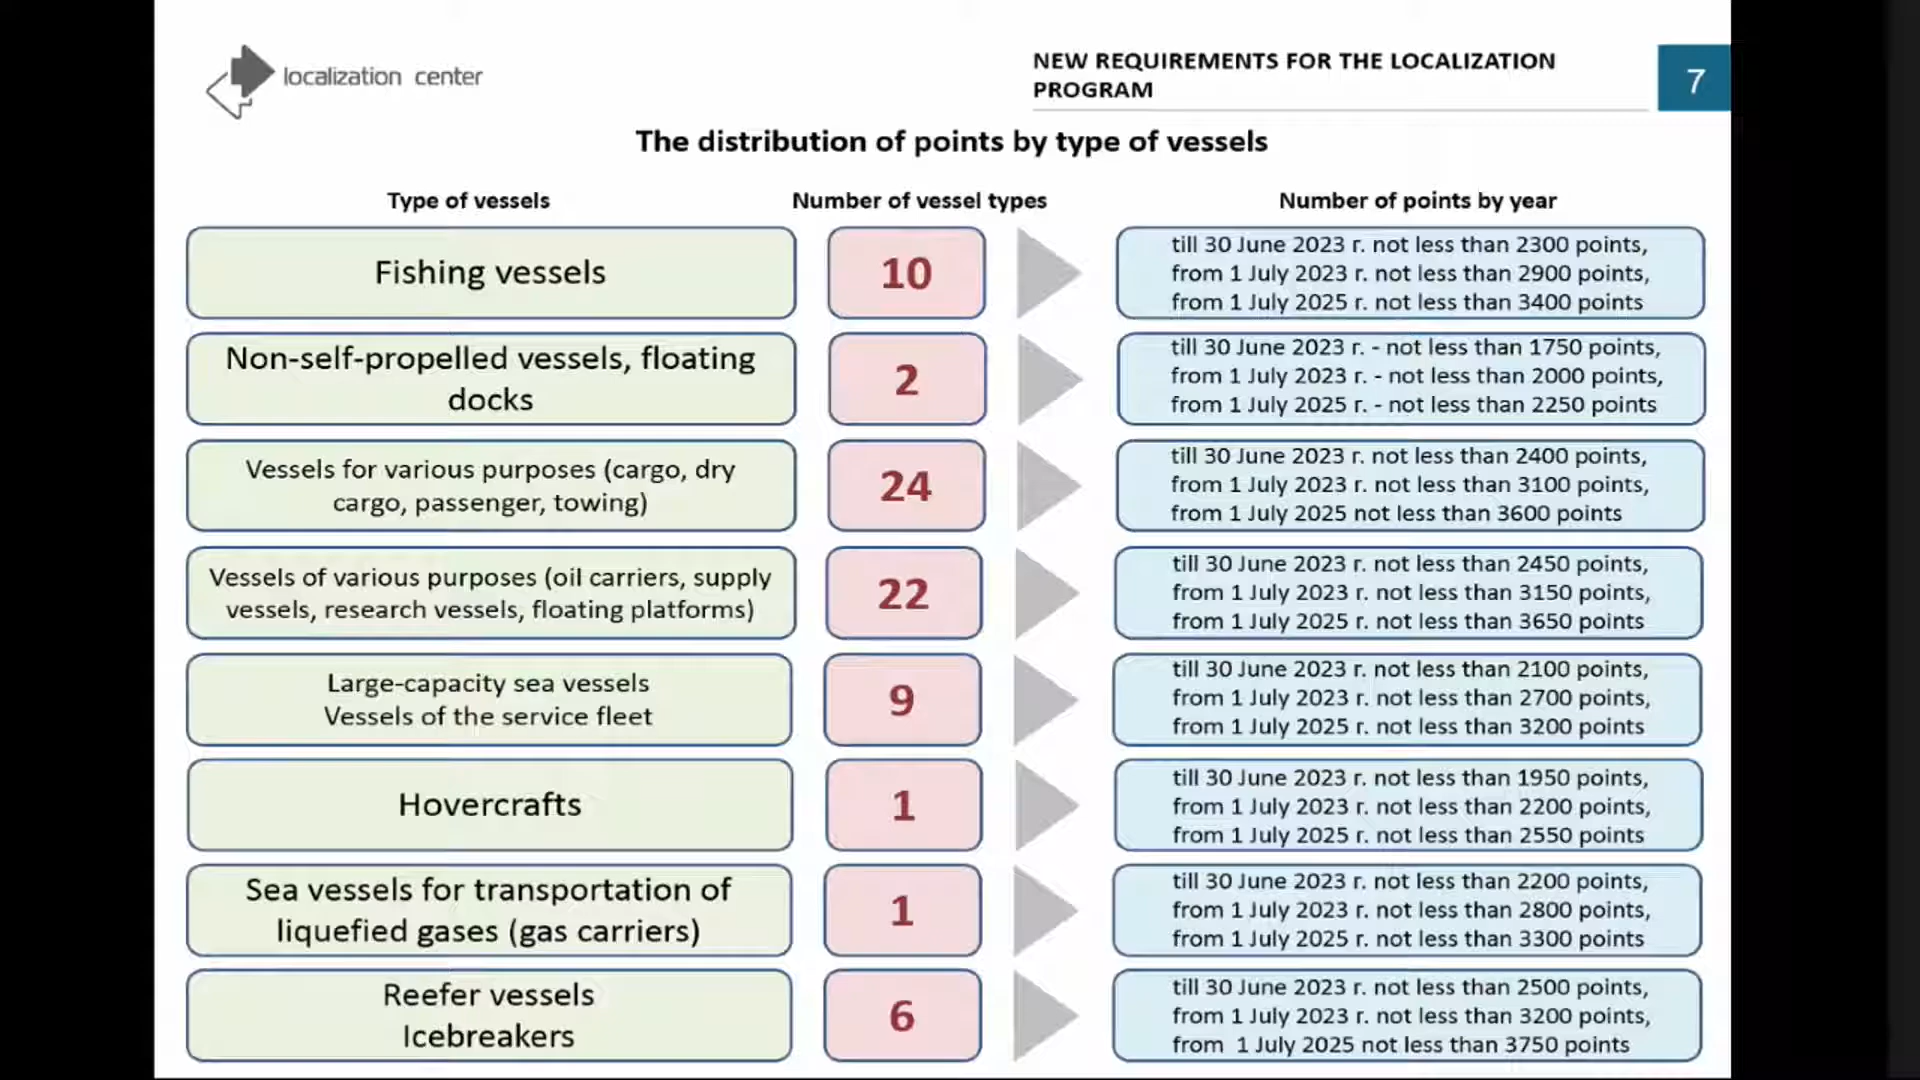 localization center
NEW REQUIREMENTS FOR THE LOCALIZATION
PROGRAM
7
The distribution of points by type of vessels
Type of vessels
Number of vessel types
Number of points by year
Fishing vessels
10
till 30 June 2023 г. not less than 2300 points,
from 1 July 2023 г. not less than 2900 points,
from 1 July 2025 г. not less than 3400 points
Non-self-propelled vessels, floating
docks
2
till 30 June 2023 г. - not less than 1750 points,
from 1 July 2023 г. - not less than 2000 points,
from 1 July 2025 г. - not less than 2250 points
Vessels for various purposes (cargo, dry
cargo, passenger, towing)
24
till 30 June 2023 г. not less than 2400 points,
from 1 July 2023 г. not less than 3100 points,
from 1 July 2025 not less than 3600 points
Vessels of various purposes (oil carriers, supply
vessels, research vessels, floating platforms)
22
till 30 June 2023 г. not less than 2450 points,
from 1 July 2023 г. not less than 3150 points,
from 1 July 2025 г. not less than 3650 points
Large-capacity sea vessels
Vessels of the service fleet
9
till 30 June 2023 г. not less than 2100 points,
from 1 July 2023 г. not less than 2700 points,
from 1 July 2025 г. not less than 3200 points
Hovercrafts
1
till 30 June 2023 г. not less than 1950 points,
from 1 July 2023 г. not less than 2200 points,
from 1 July 2025 г. not less than 2550 points
Sea vessels for transportation of
liquefied gases (gas carriers)
1
till 30 June 2023 г. not less than 2200 points,
from 1 July 2023 г. not less than 2800 points,
from 1 July 2025 г. not less than 3300 points
Reefer vessels
Icebreakers
6
till 30 June 2023 г. not less than 2500 points,
from 1 July 2023 г. not less than 3200 points,
from 1 July 2025 not less than 3750 points